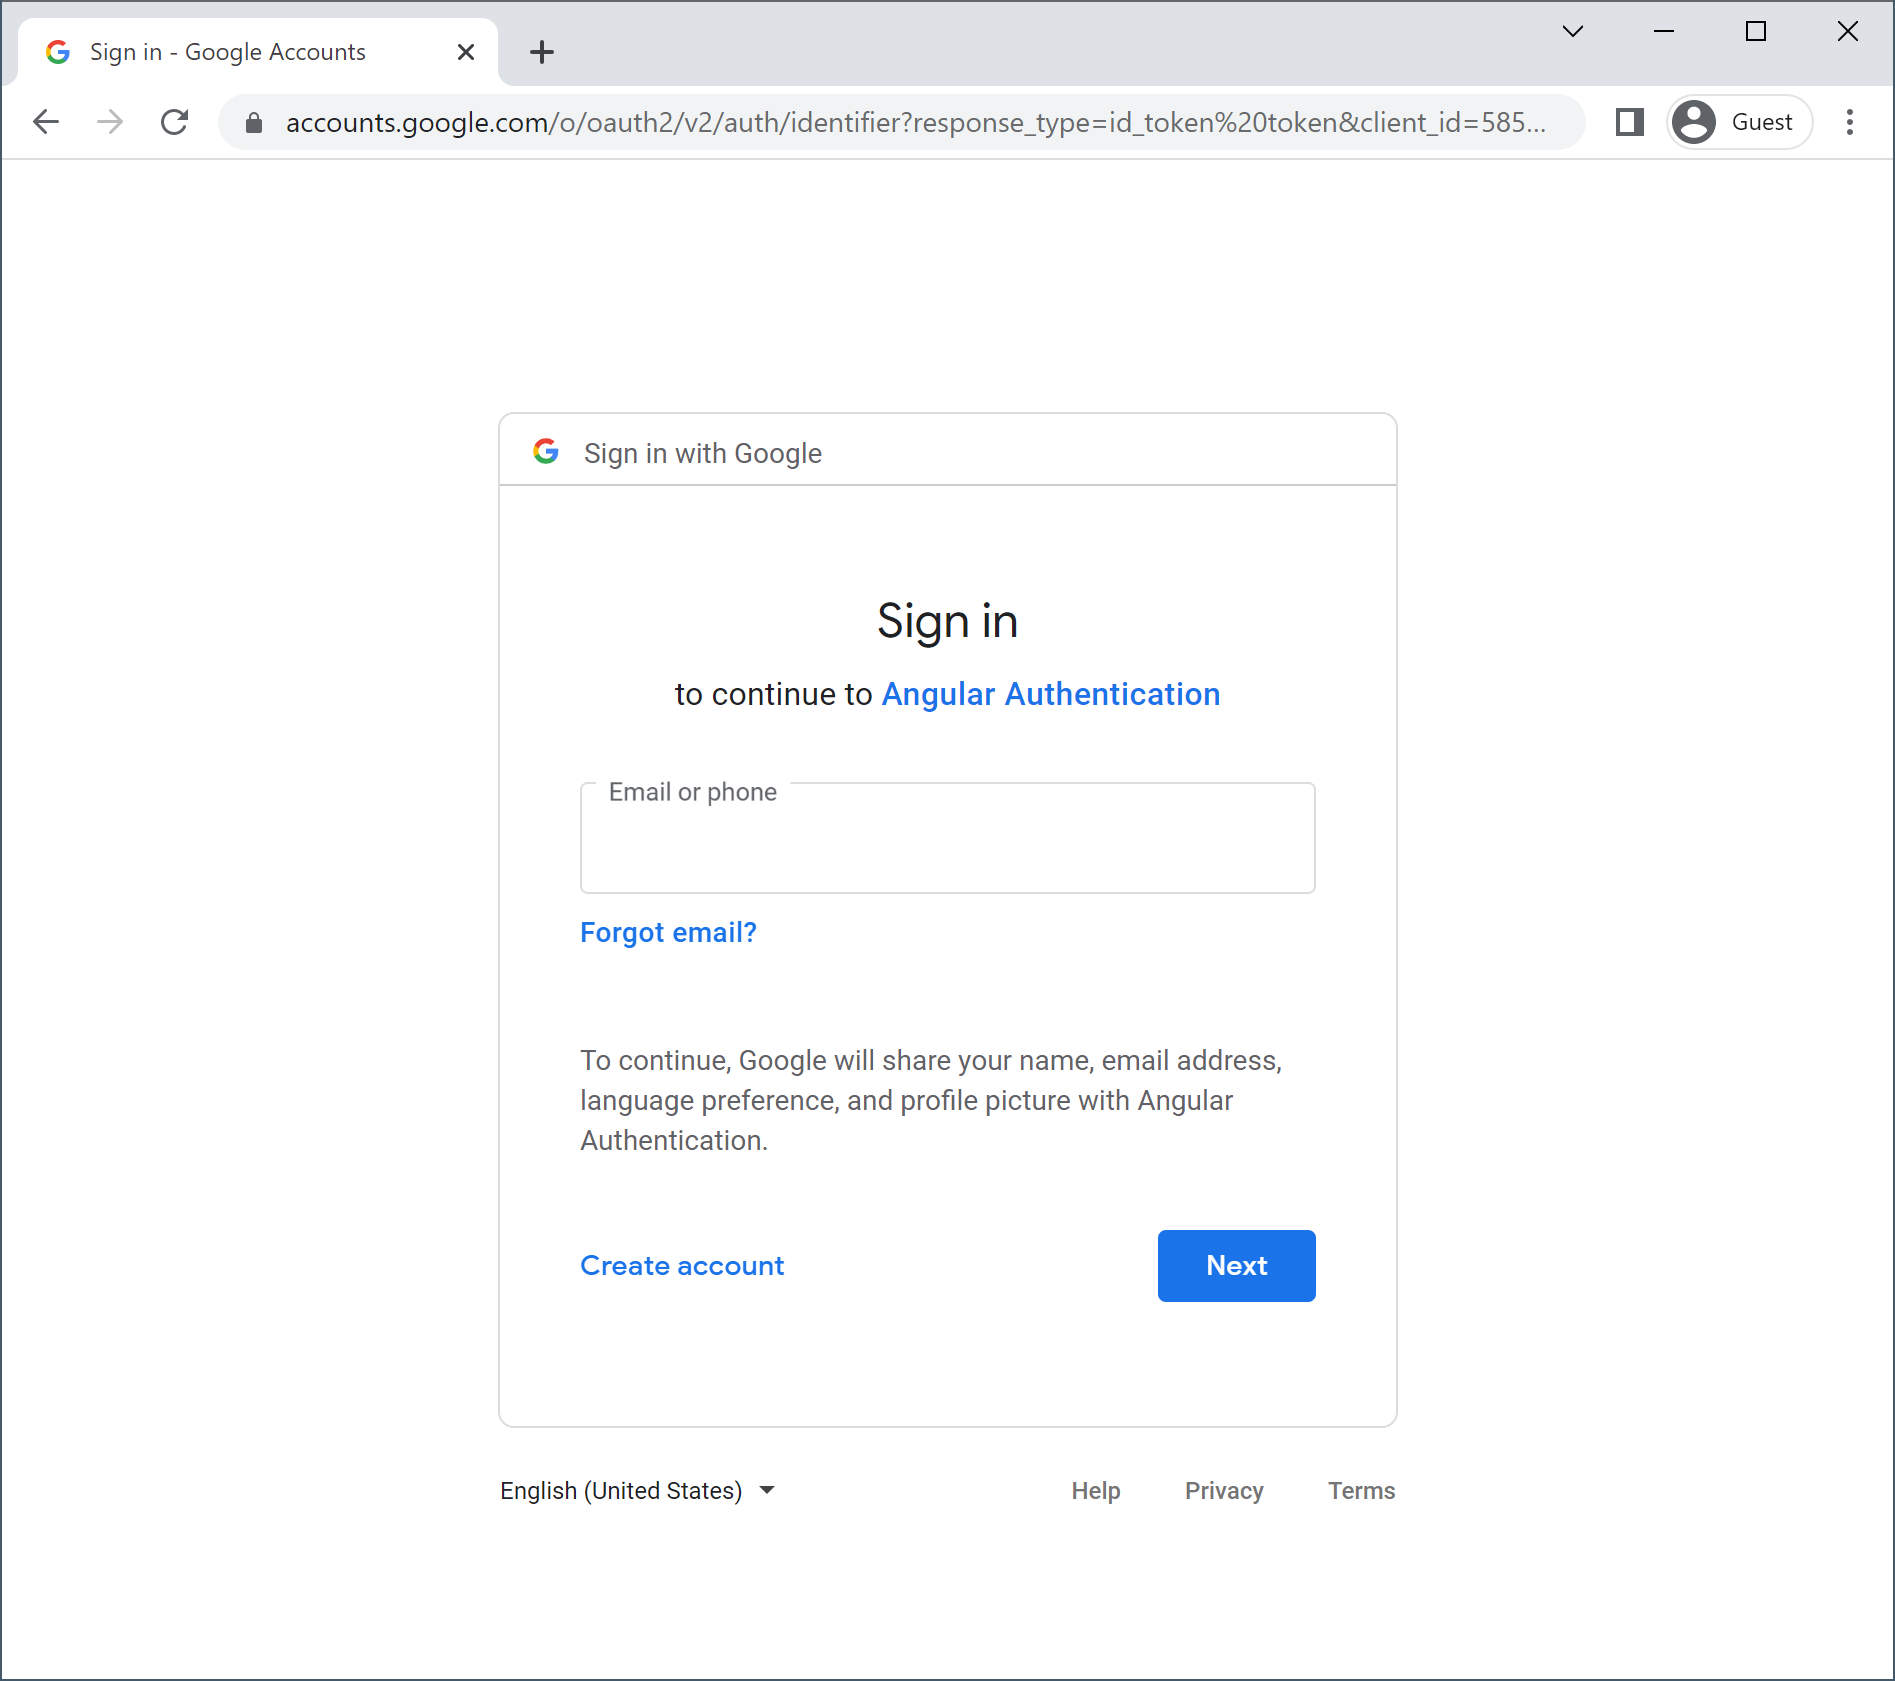 Sign in - Google Accounts
accounts.google.com/o/oauth2/v2/auth/identifier?response_type=id_token%20token&client_id=585...
Guest
Sign in with Google
Sign in
to continue to Angular Authentication
Email or phone
Forgot email?
To continue, Google will share your name, email address,
language preference, and profile picture with Angular
Authentication.
Create account
Next
English (United States)
Help Privacy Terms